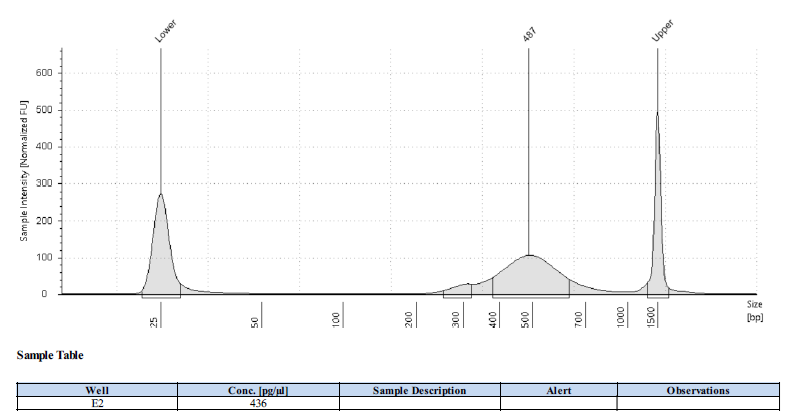 Lower 487 Upper
Sample Intensity [Normalized FU]
600
500
400
300
200
100
0
25 50 100 200 300 400 500 700 1000 1500
Size
[bp]
Sample Table
Well Conc. [pg/µl] Sample Description Alert Observations
E2 436